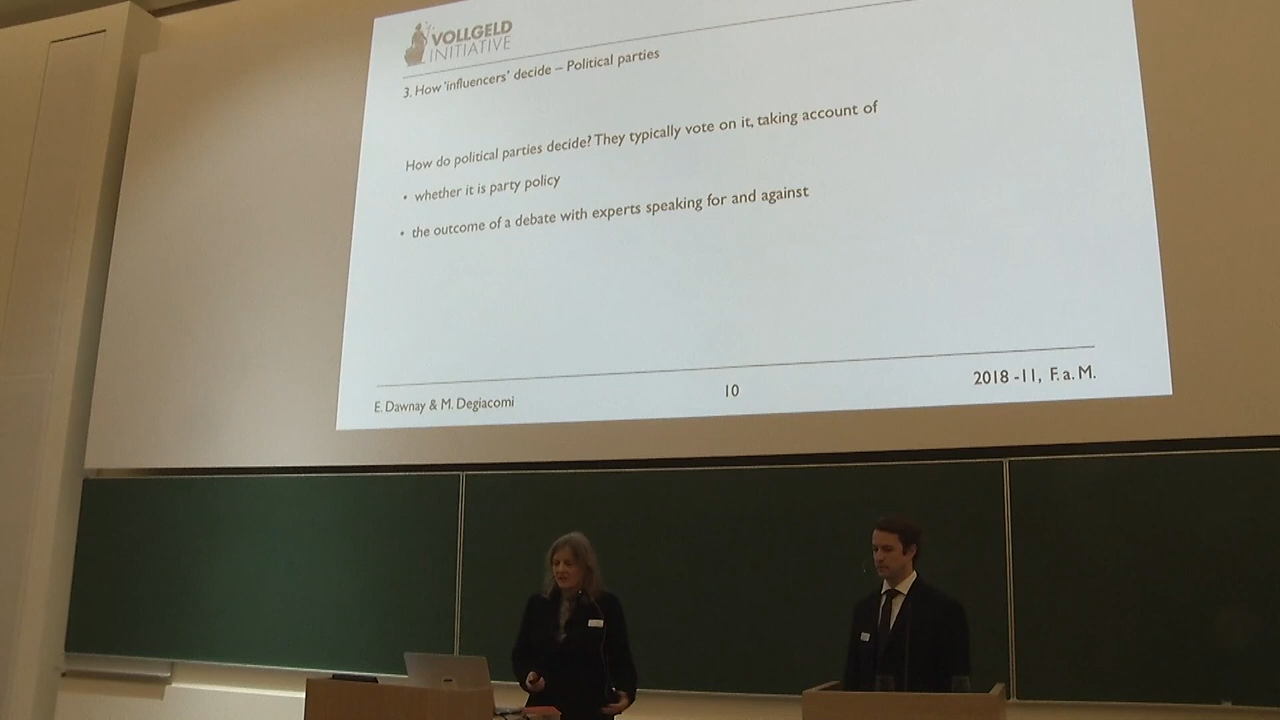 VOLLGELD
INITIATIVE
3. How 'influencers' decide – Political parties
How do political parties decide? They typically vote on it, taking account of
• whether it is party policy
• the outcome of a debate with experts speaking for and against
E. Dawnay & M. Degiacomi
10
2018 -11, F. a. M.